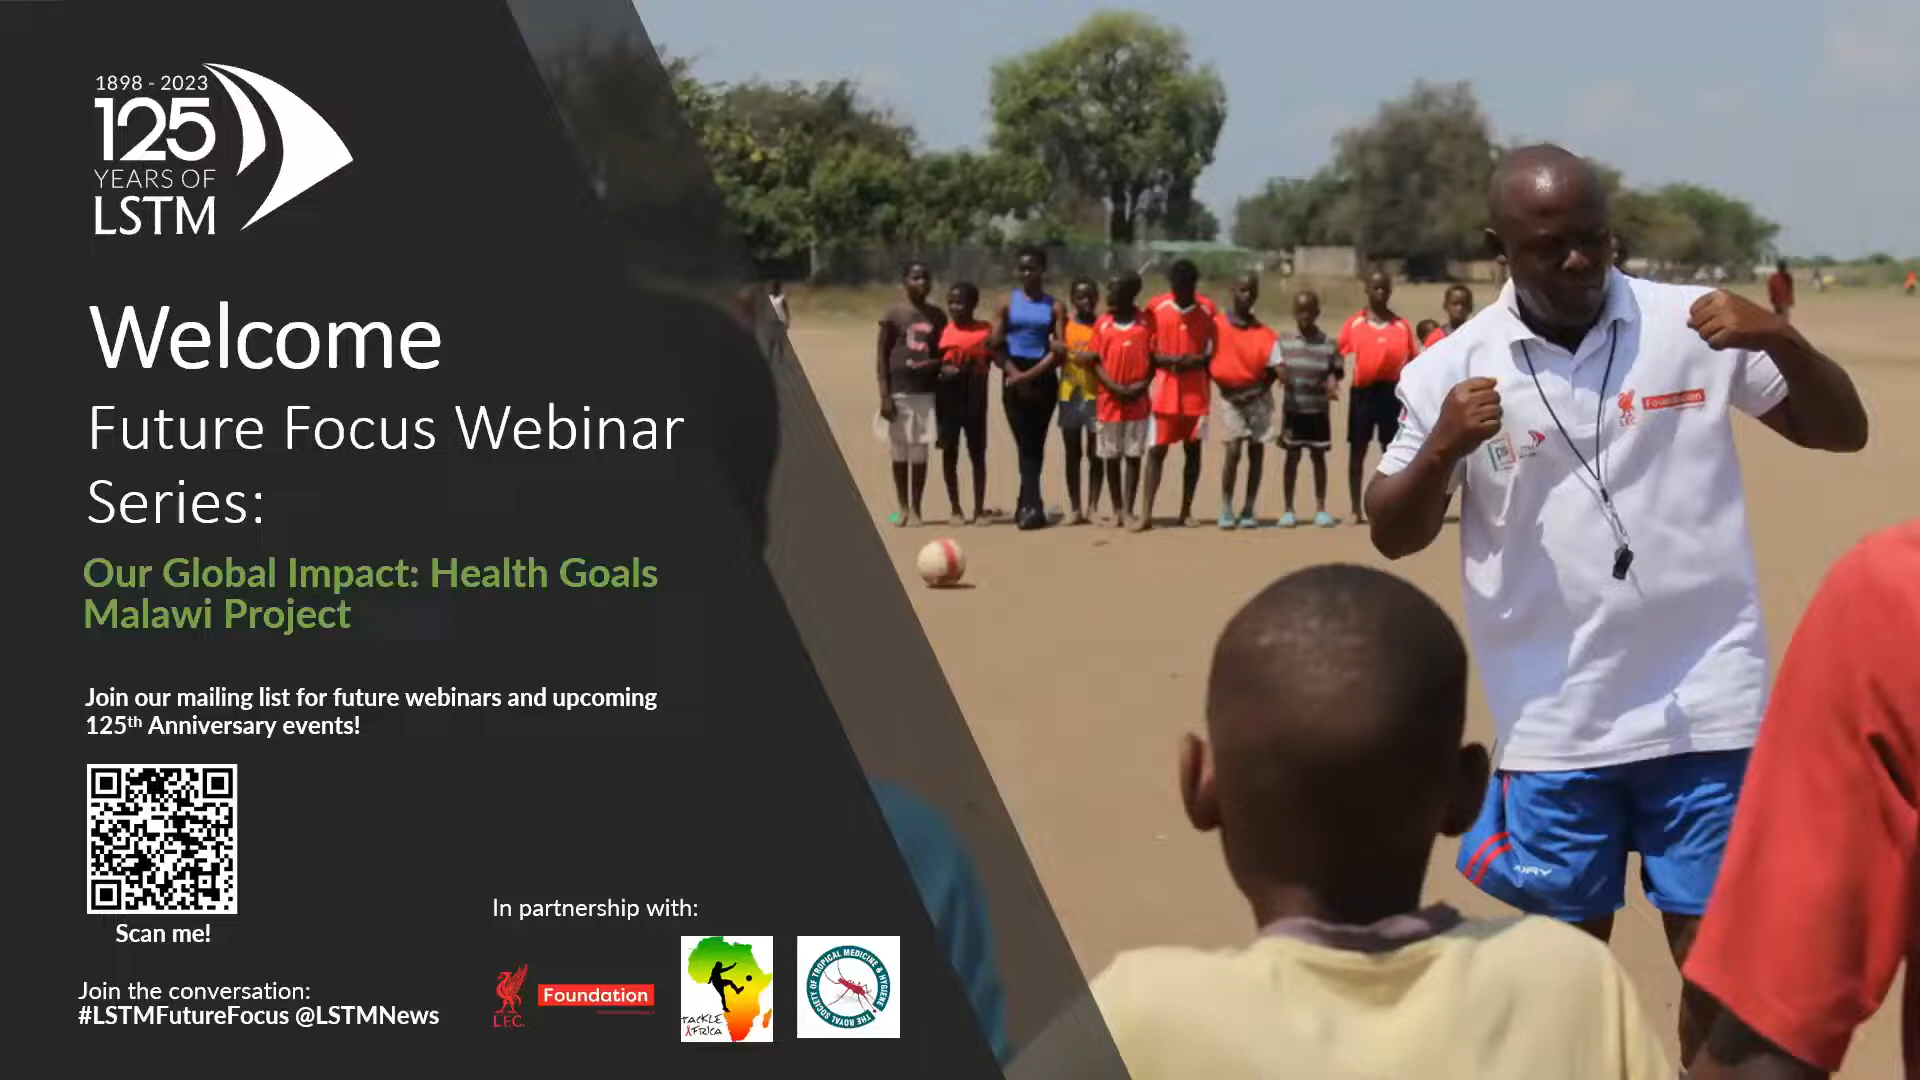 1898 - 2023
125
YEARS OF
LSTM
Welcome
Future Focus Webinar
Series:
Our Global Impact: Health Goals
Malawi Project
Join our mailing list for future webinars and upcoming
125th Anniversary events!
Scan me!
Join the conversation:
#LSTMFutureFocus @LSTMNews
In partnership with:
L.F.C.
Foundation
TACKLE
AFRICA
THE ROYAL SOCIETY OF TROPICAL MEDICINE & HYGIENE
Foundation